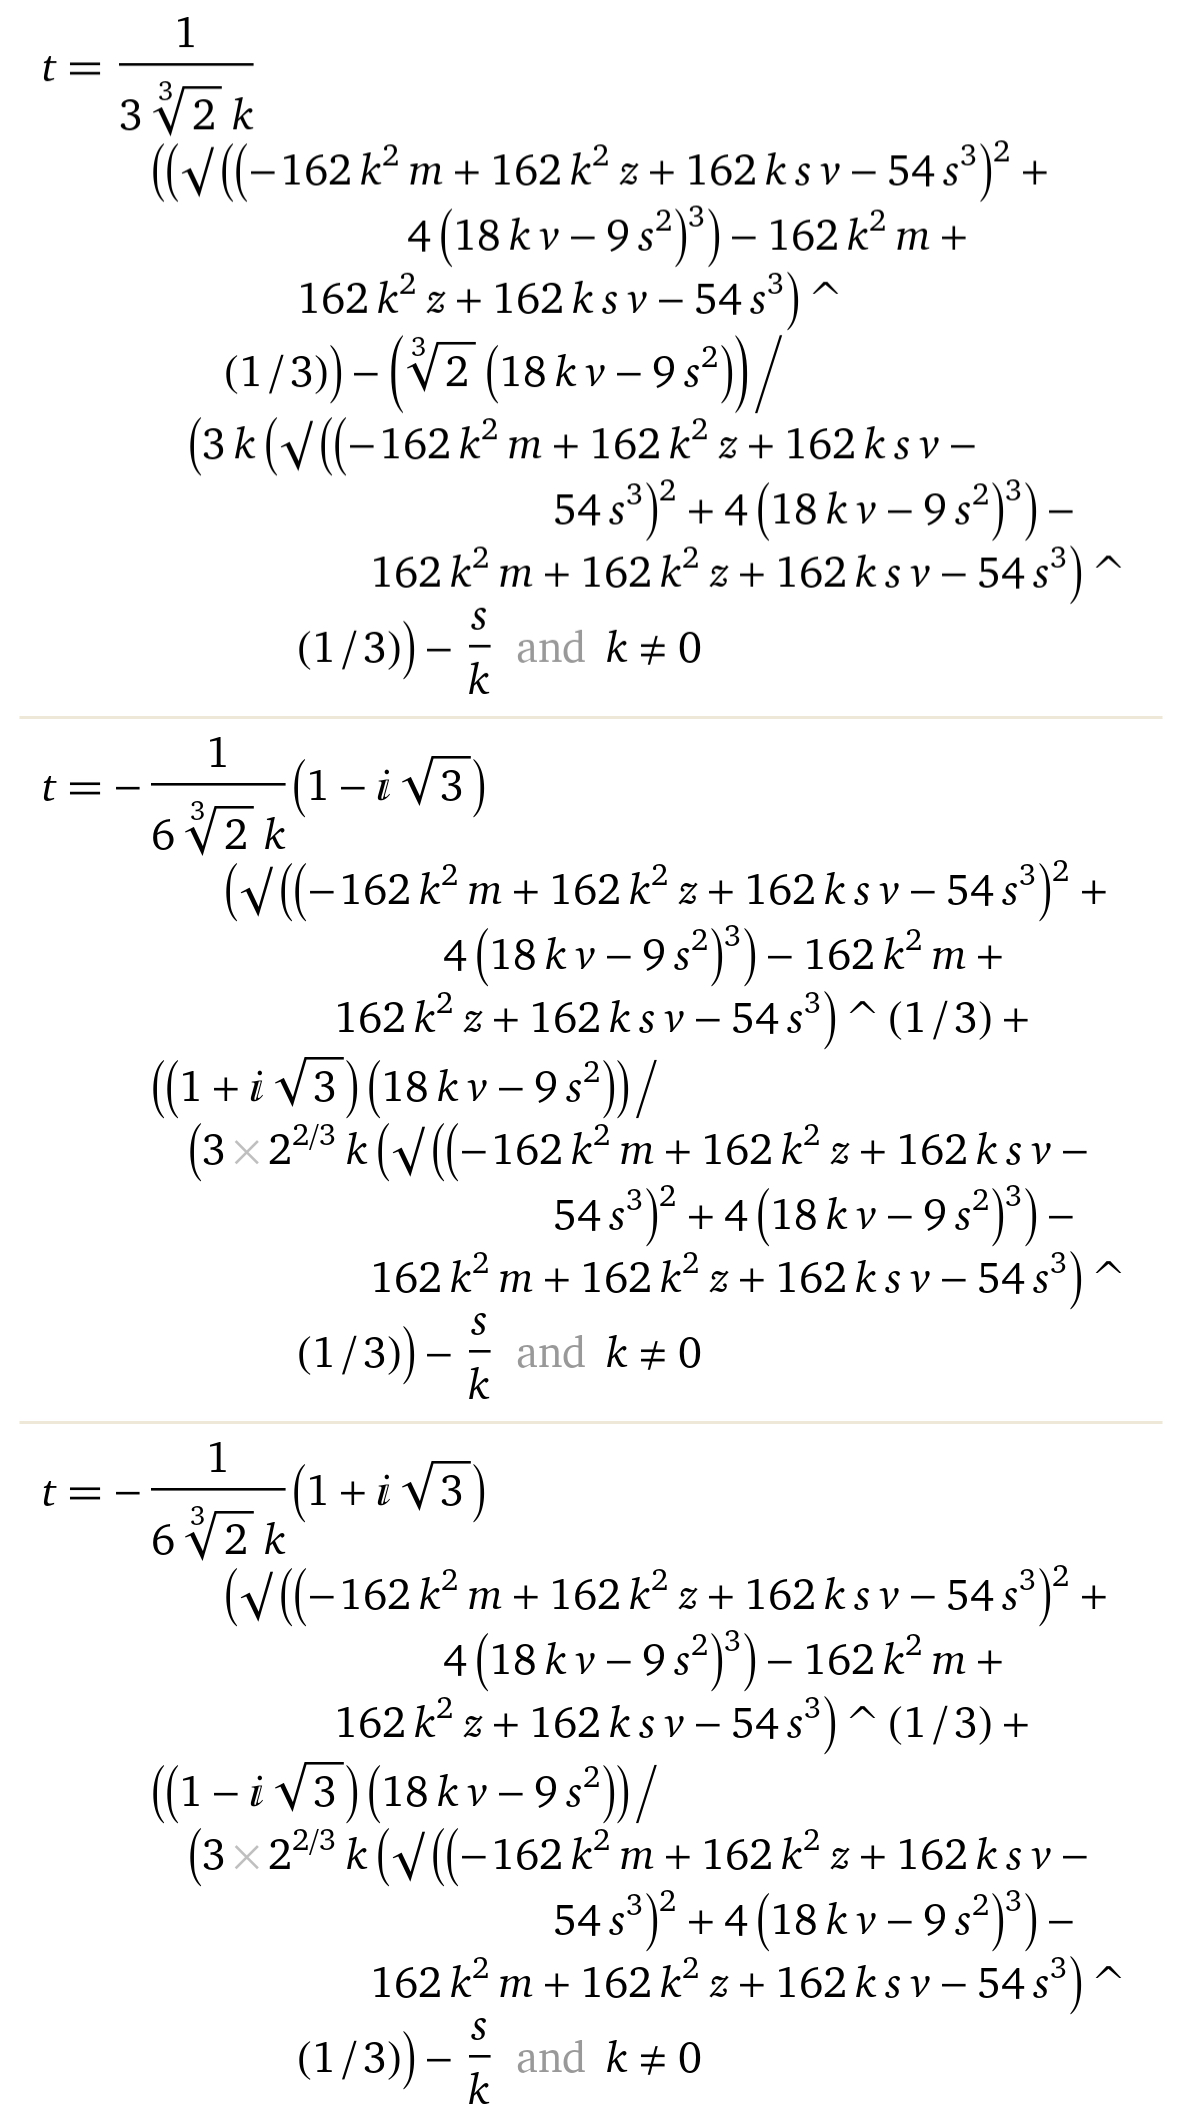 t = 1/(3 ∛2 k)
((√((−162 k² m + 162 k² z + 162 k s v − 54 s³)² +
4 (18 k v − 9 s²)³) − 162 k² m +
162 k² z + 162 k s v − 54 s³) ^
(1/3)) − (∛2 (18 k v − 9 s²)) /
(3 k (√((−162 k² m + 162 k² z + 162 k s v −
54 s³)² + 4 (18 k v − 9 s²)³) −
162 k² m + 162 k² z + 162 k s v − 54 s³) ^
(1/3)) − s/k and k ≠ 0
t = − 1/(6 ∛2 k) (1 − i √3)
(√((−162 k² m + 162 k² z + 162 k s v − 54 s³)² +
4 (18 k v − 9 s²)³) − 162 k² m +
162 k² z + 162 k s v − 54 s³) ^ (1/3) +
((1 + i √3) (18 k v − 9 s²)) /
(3 × 2^(2/3) k (√((−162 k² m + 162 k² z + 162 k s v −
54 s³)² + 4 (18 k v − 9 s²)³) −
162 k² m + 162 k² z + 162 k s v − 54 s³) ^
(1/3)) − s/k and k ≠ 0
t = − 1/(6 ∛2 k) (1 + i √3)
(√((−162 k² m + 162 k² z + 162 k s v − 54 s³)² +
4 (18 k v − 9 s²)³) − 162 k² m +
162 k² z + 162 k s v − 54 s³) ^ (1/3) +
((1 − i √3) (18 k v − 9 s²)) /
(3 × 2^(2/3) k (√((−162 k² m + 162 k² z + 162 k s v −
54 s³)² + 4 (18 k v − 9 s²)³) −
162 k² m + 162 k² z + 162 k s v − 54 s³) ^
(1/3)) − s/k and k ≠ 0